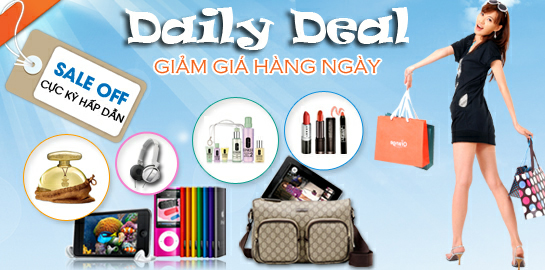 Daily Deal
GIẢM GIÁ HÀNG NGÀY
SALE OFF
CỰC KỲ HẤP DẪN